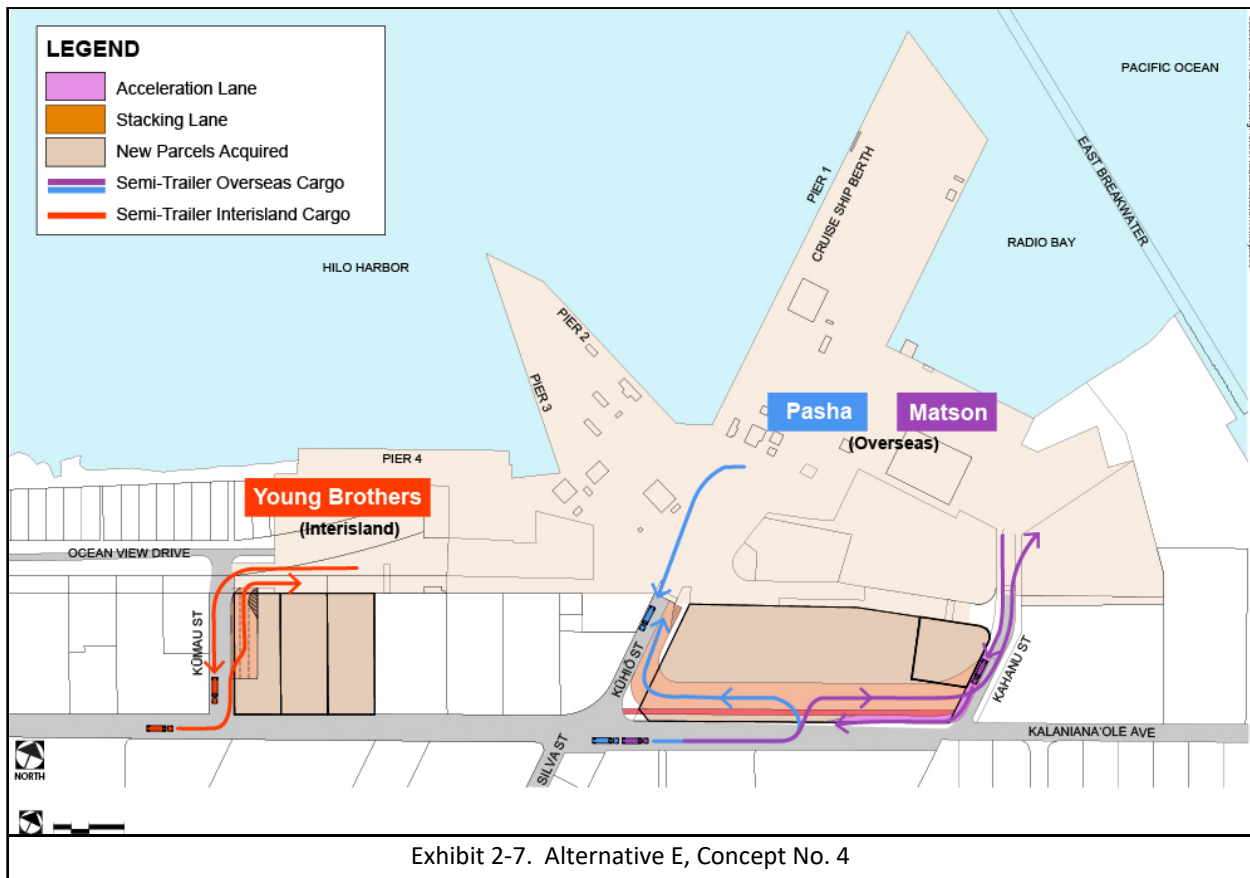 LEGEND
Acceleration Lane
Stacking Lane
New Parcels Acquired
Semi-Trailer Overseas Cargo
Semi-Trailer Interisland Cargo
PACIFIC OCEAN
EAST BREAKWATER
PIER 1
CRUISE SHIP BERTH
RADIO BAY
HILO HARBOR
PIER 2
PIER 3
Pasha
Matson
(Overseas)
PIER 4
Young Brothers
(Interisland)
OCEAN VIEW DRIVE
KŪMAU ST
KŪHIŌ ST
KAHANU ST
KALANIANA'OLE AVE
SILVA ST
NORTH
Exhibit 2-7. Alternative E, Concept No. 4